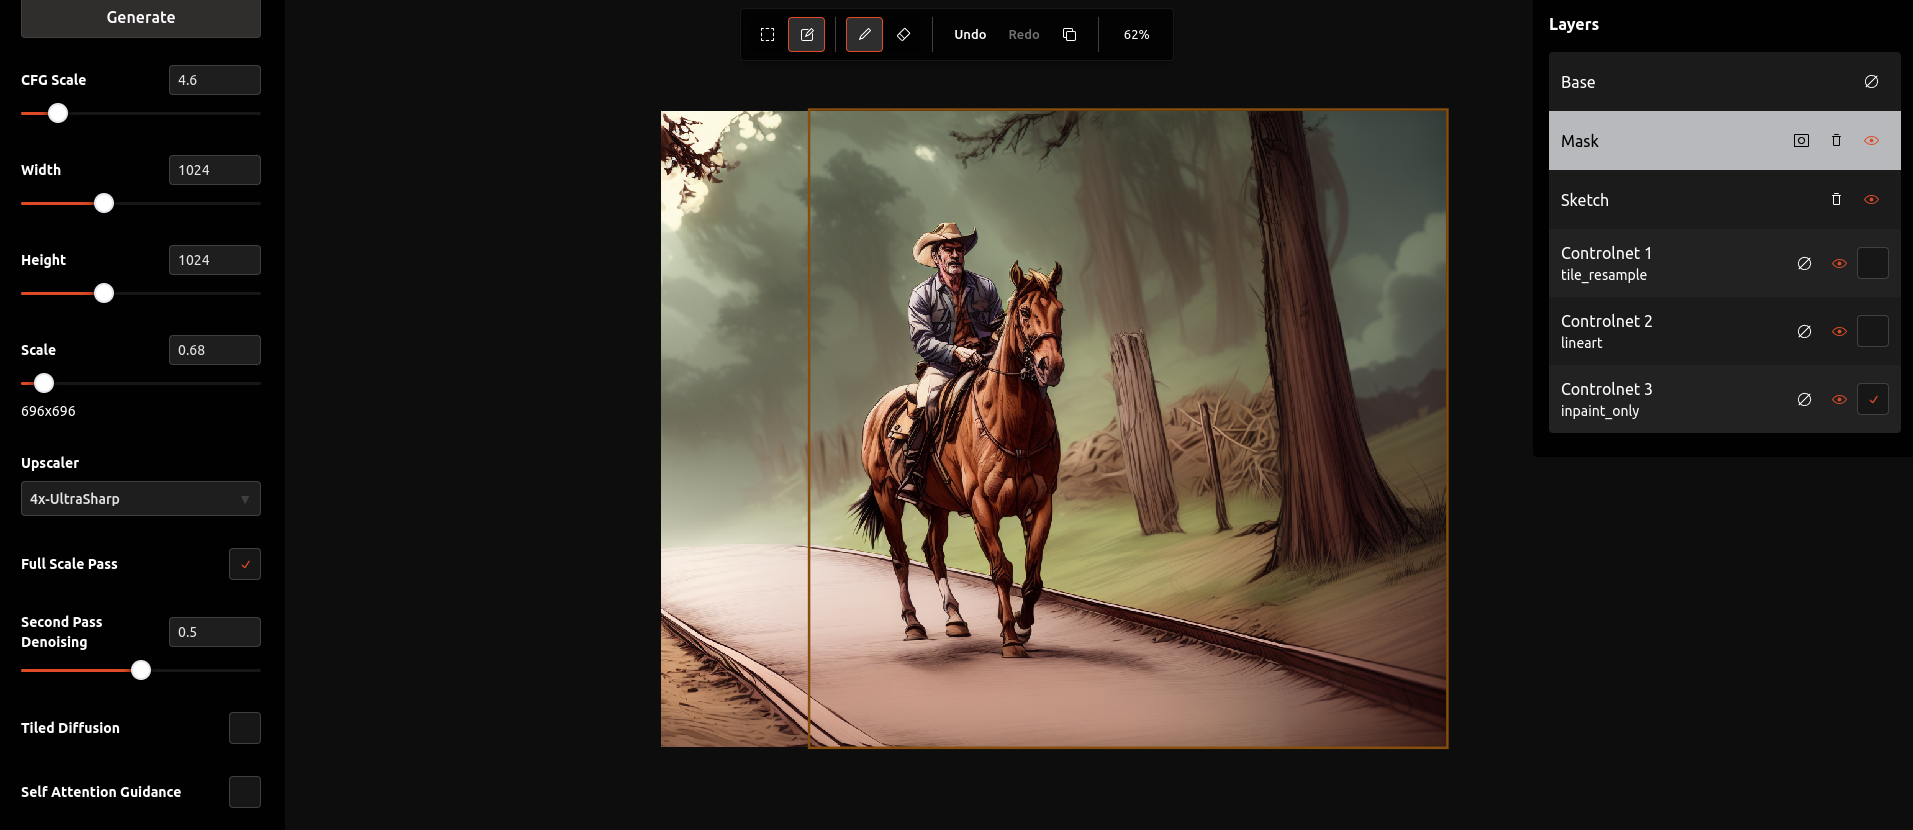 Generate
CFG Scale
4.6
Width
1024
Height
1024
Scale
0.68
696x696
Upscaler
4x-UltraSharp
Full Scale Pass
Second Pass
Denoising
0.5
Tiled Diffusion
Self Attention Guidance
Undo
Redo
62%
Layers
Base
Mask
Sketch
Controlnet 1
tile_resample
Controlnet 2
lineart
Controlnet 3
inpaint_only